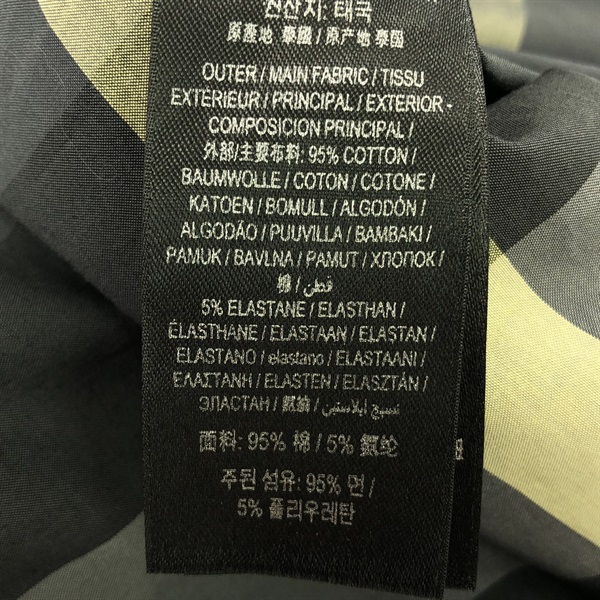 원산지: 태국
原產地 泰國 / 原产地 泰国
OUTER / MAIN FABRIC / TISSU
EXTERIEUR / PRINCIPAL / EXTERIOR -
COMPOSICION PRINCIPAL /
外部/主要布料: 95% COTTON /
BAUMWOLLE / COTON / COTONE /
KATOEN / BOMULL / ALGODÓN /
ALGODÃO / PUUVILLA / BAMBAKI /
PAMUK / BAVLNA / PAMUT / ХЛОПОК /
棉 / قطن
5% ELASTANE / ELASTHAN /
ÉLASTHANE / ELASTAAN / ELASTAN /
ELASTANO / elastano / ELASTAANI /
ΕΛΑΣΤΑΝΗ / ELASTEN / ELASZTÁN /
ЭЛАСТАН / 氨綸 / نسيج إيلاستين
面料: 95% 棉 / 5% 氨纶
주된 섬유: 95% 면 /
5% 폴리우레탄